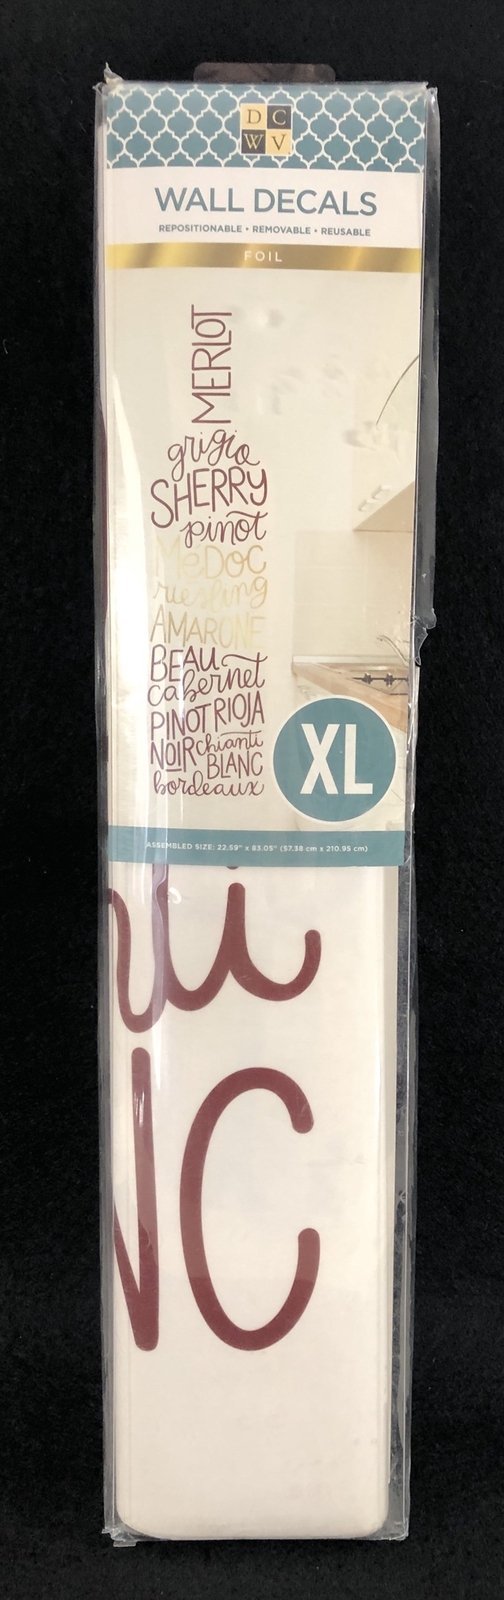 D C
W V
WALL DECALS
REPOSITIONABLE • REMOVABLE • REUSABLE
FOIL
MERLOT
grigio
SHERRY
pinot
MeDOC
riesling
AMARONE
BEAU
cabernet
PINOT RIOJA
NOIR chianti
BLANC
bordeaux
XL
ASSEMBLED SIZE: 22.59" x 83.05" (57.38 cm x 210.95 cm)
ti
NC